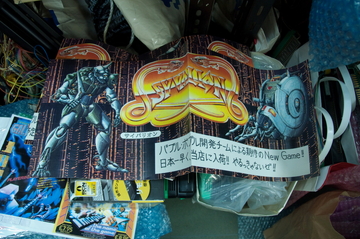 SYVALION
サイバリオン
バブルボブル開発チームによる期待のNew Game!!
日本一早く当店に入荷!! やるっきゃないぜ!!